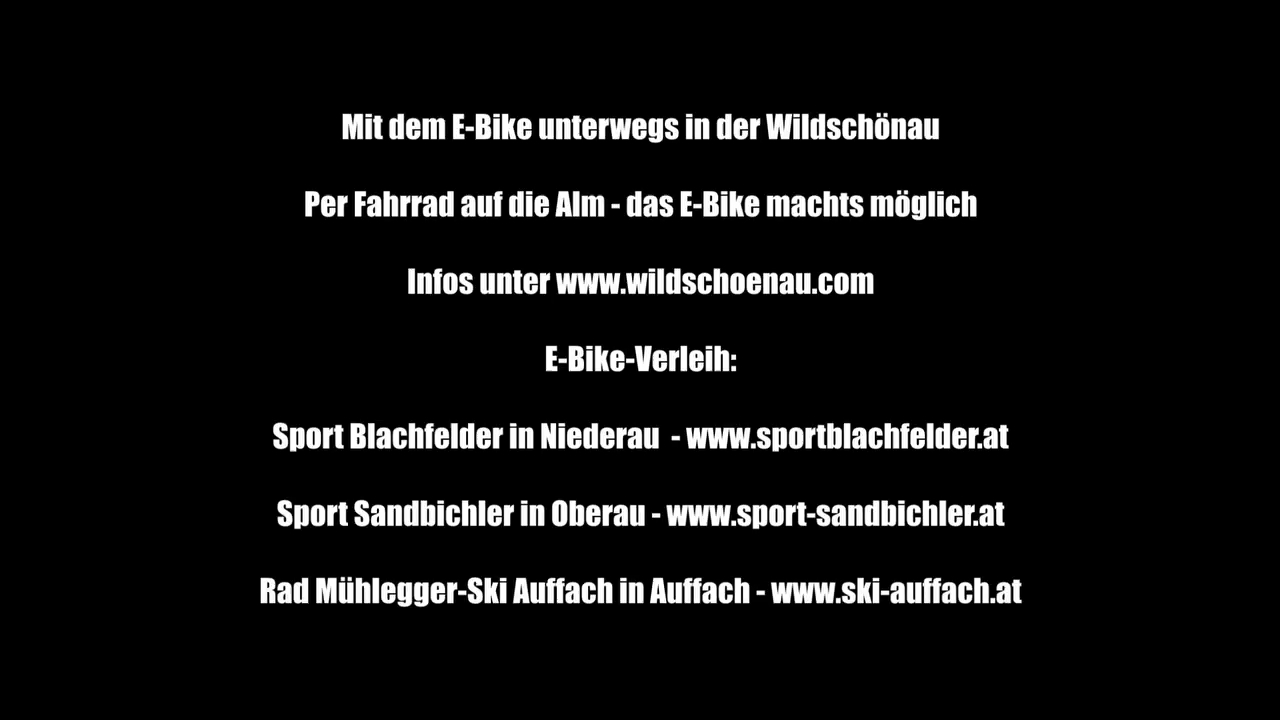 Mit dem E-Bike unterwegs in der Wildschönau
Per Fahrrad auf die Alm - das E-Bike machts möglich
Infos unter www.wildschoenau.com
E-Bike-Verleih:
Sport Blachfelder in Niederau - www.sportblachfelder.at
Sport Sandbichler in Oberau - www.sport-sandbichler.at
Rad Mühlegger-Ski Auffach in Auffach - www.ski-auffach.at